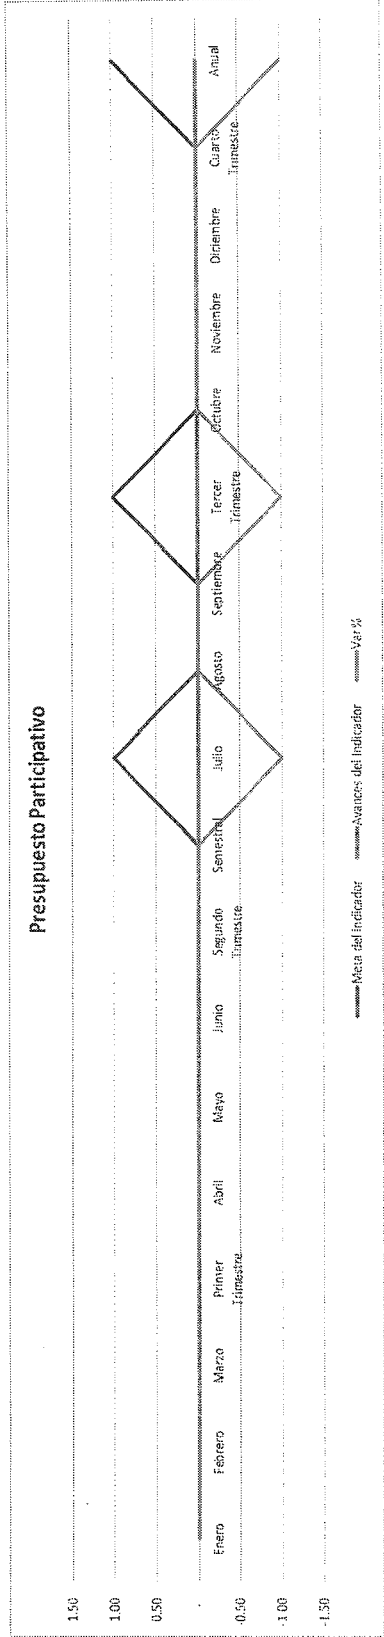 Presupuesto Participativo
1.50
1.00
0.50
-
-0.50
-1.00
-1.50
Enero
Febrero
Marzo
Primer
Trimestre
Abril
Mayo
Junio
Segundo
Trimestre
Semestral
Julio
Agosto
Septiembre
Tercer
Trimestre
Octubre
Noviembre
Diciembre
Cuarto
Trimestre
Anual
Meta del Indicador
Avances del Indicador
Var %